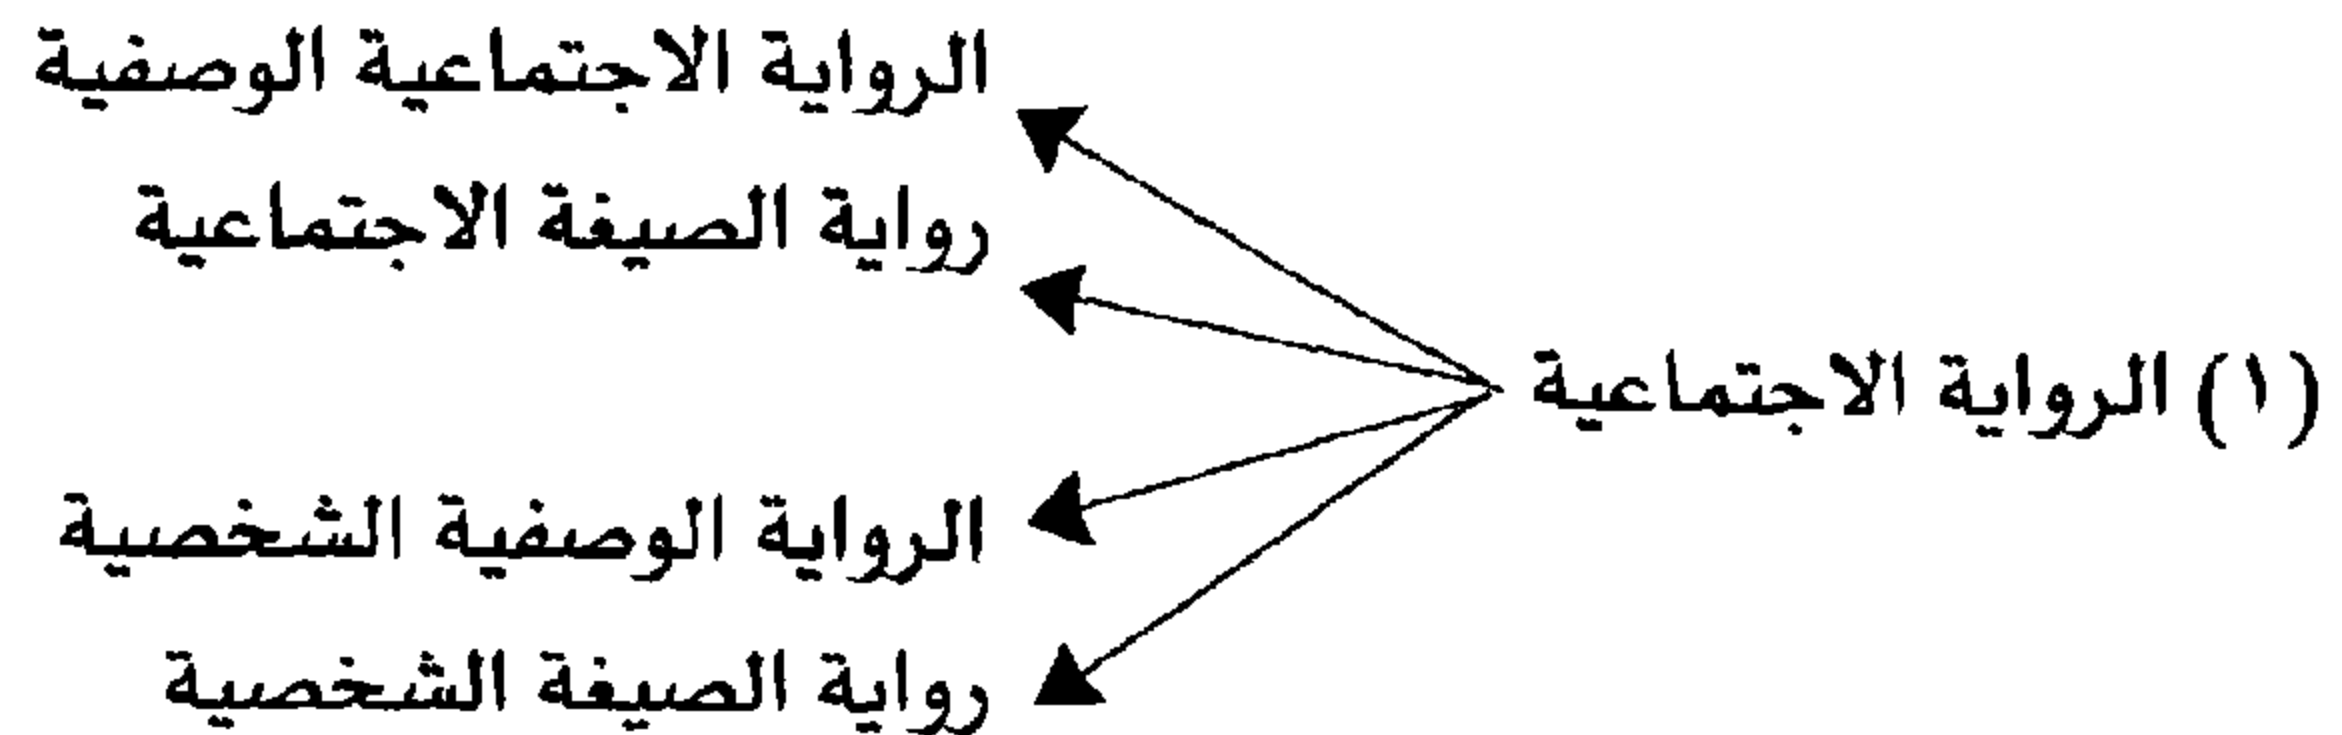 الرواية الاجتماعية الوصفية
رواية الصيغة الاجتماعية
(١) الرواية الاجتماعية
الرواية الوصفية الشخصية
رواية الصيغة الشخصية